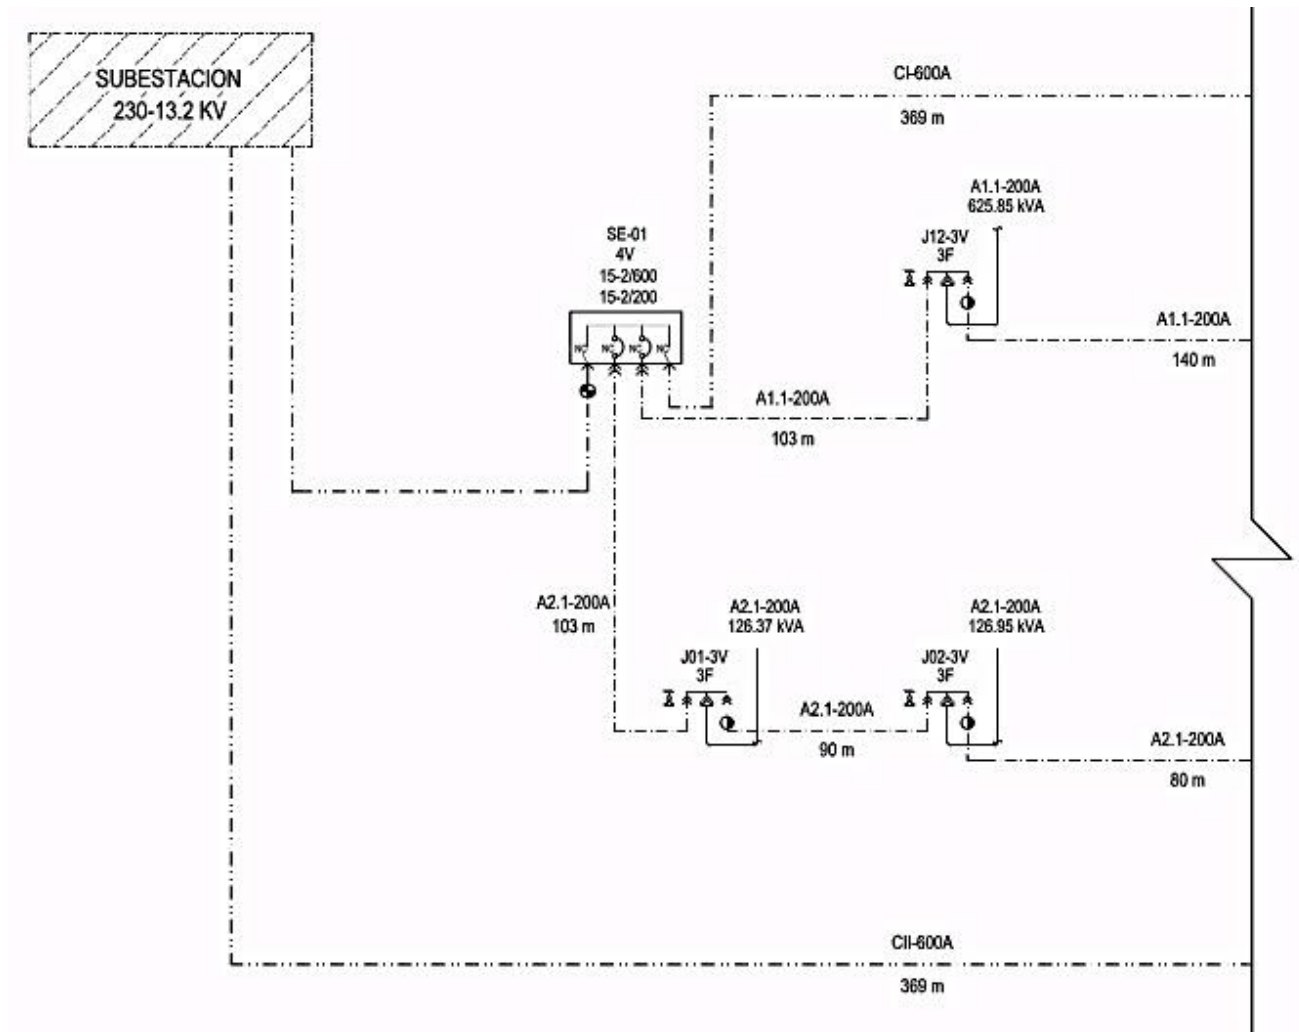 SUBESTACION
230-13.2 KV
CI-600A
369 m
A1.1-200A
625.85 kVA
SE-01
4V
15-2/600
15-2/200
J12-3V
3F
NC
NC
NC
NC
A1.1-200A
140 m
A1.1-200A
103 m
A2.1-200A
103 m
A2.1-200A
126.37 kVA
A2.1-200A
126.95 kVA
J01-3V
3F
J02-3V
3F
A2.1-200A
90 m
A2.1-200A
80 m
CII-600A
369 m